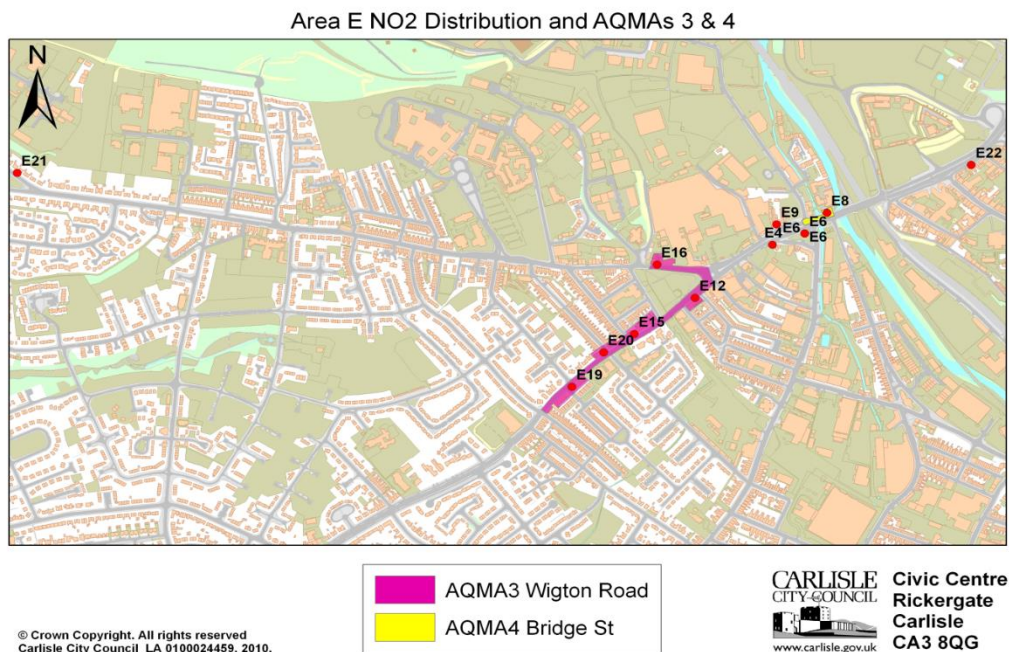 Area E NO2 Distribution and AQMAs 3 & 4
N
E21
E22
E8
E9
E6
E6
E6
E4
E16
E12
E15
E20
E19
AQMA3 Wigton Road
AQMA4 Bridge St
© Crown Copyright. All rights reserved
Carlisle City Council LA 0100024459, 2010.
CARLISLE
CITY COUNCIL
www.carlisle.gov.uk
Civic Centre
Rickergate
Carlisle
CA3 8QG